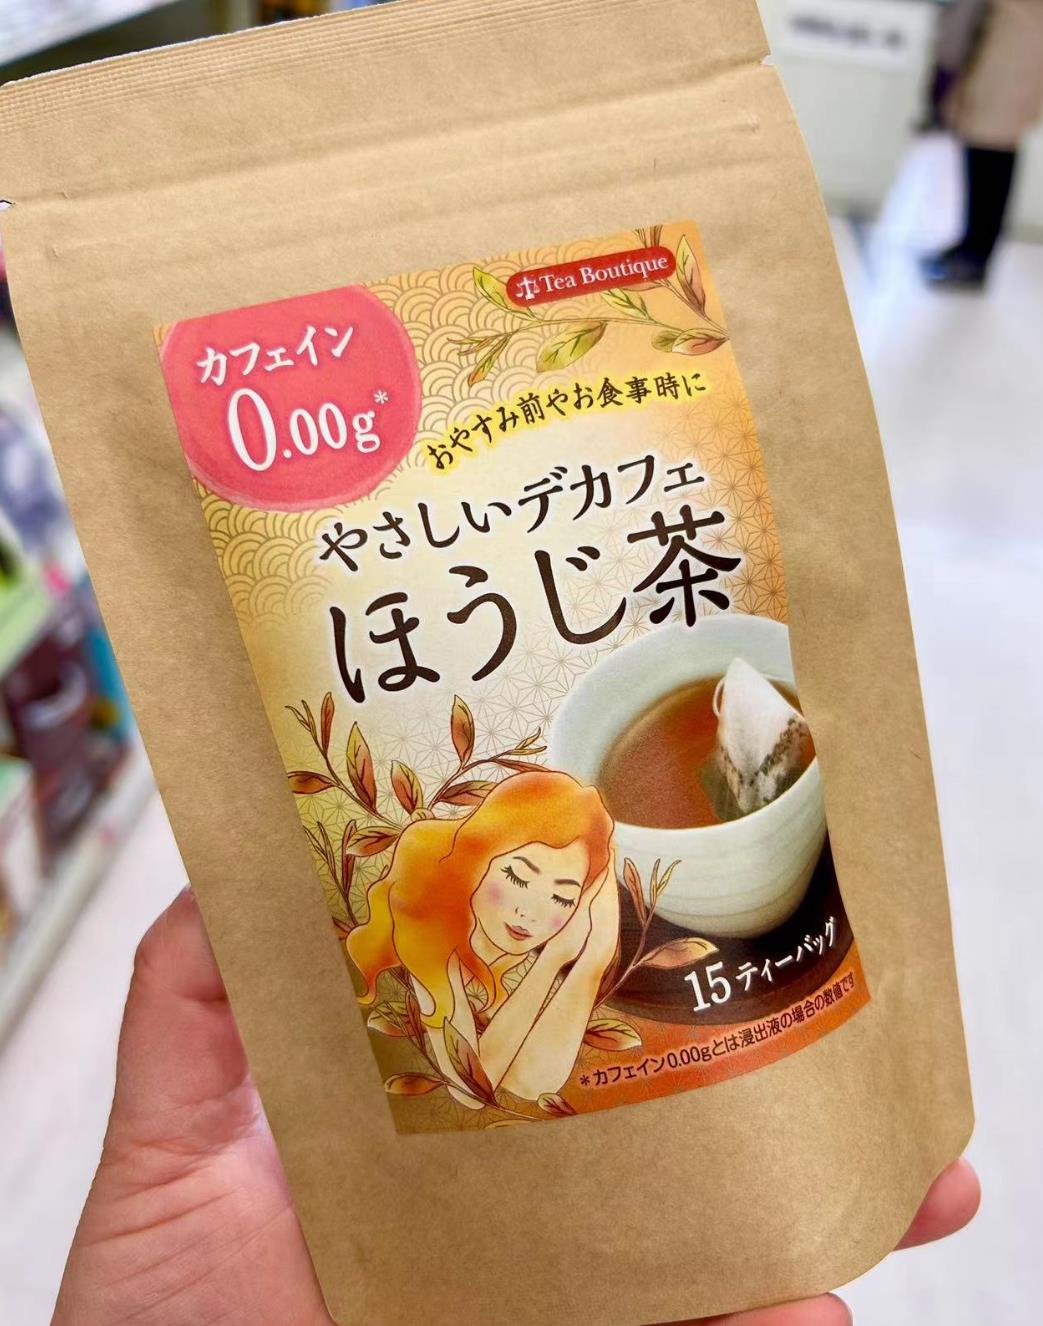 Tea Boutique
カフェイン
0.00g*
おやすみ前やお食事時に
やさしいデカフェ
ほうじ茶
15ティーバッグ
*カフェイン0.00gとは浸出液の場合の数値です